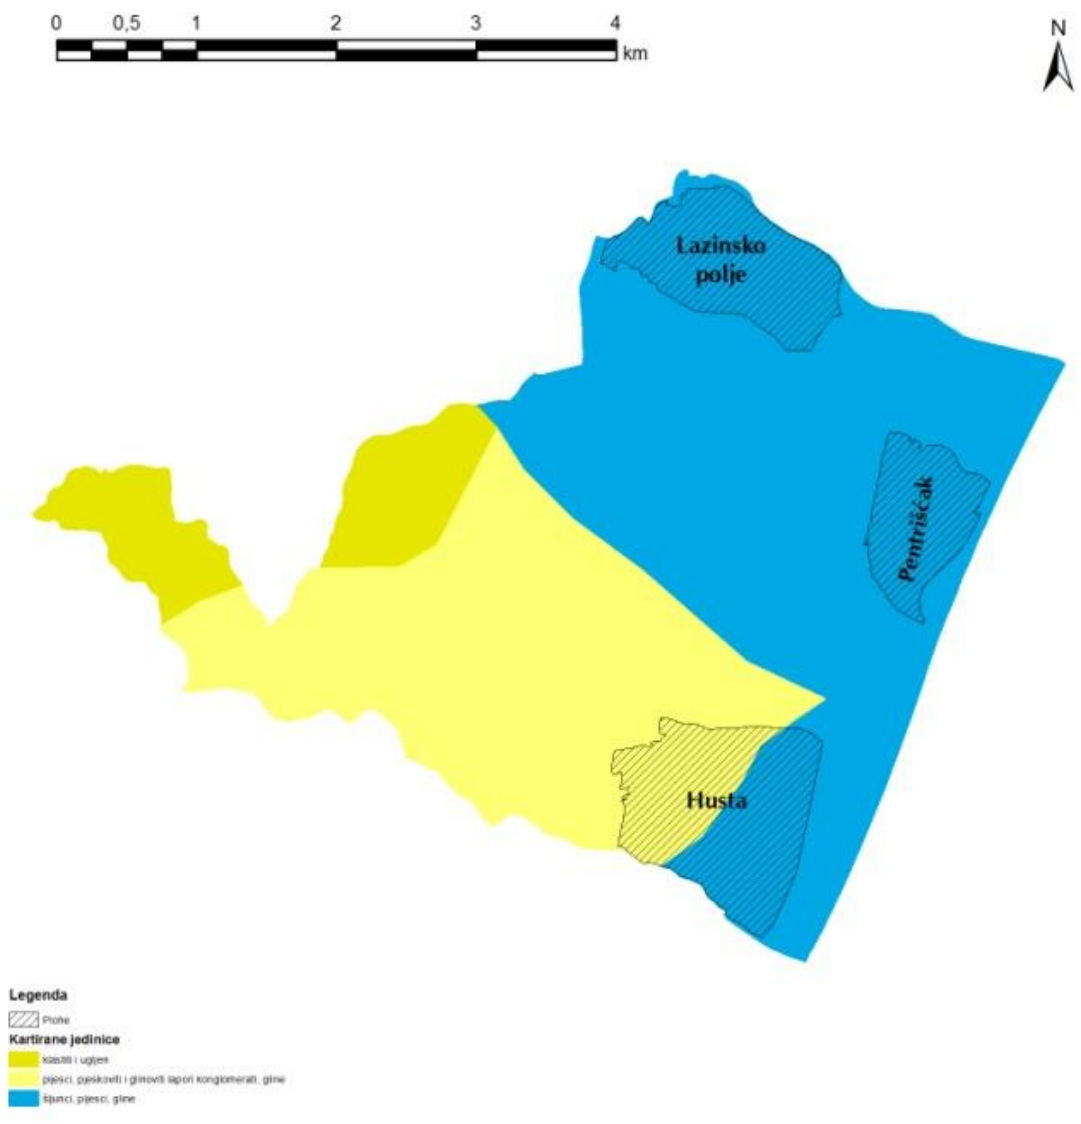 0 0,5 1 2 3 4
km
N
Lazinsko
polje
Pentrišćak
Husta
Legenda
Plohe
Kartirane jedinice
klastiti i ugljen
pijesci, pjeskoviti i glinoviti lapori konglomerati, gline
šljunci, pijesci, gline